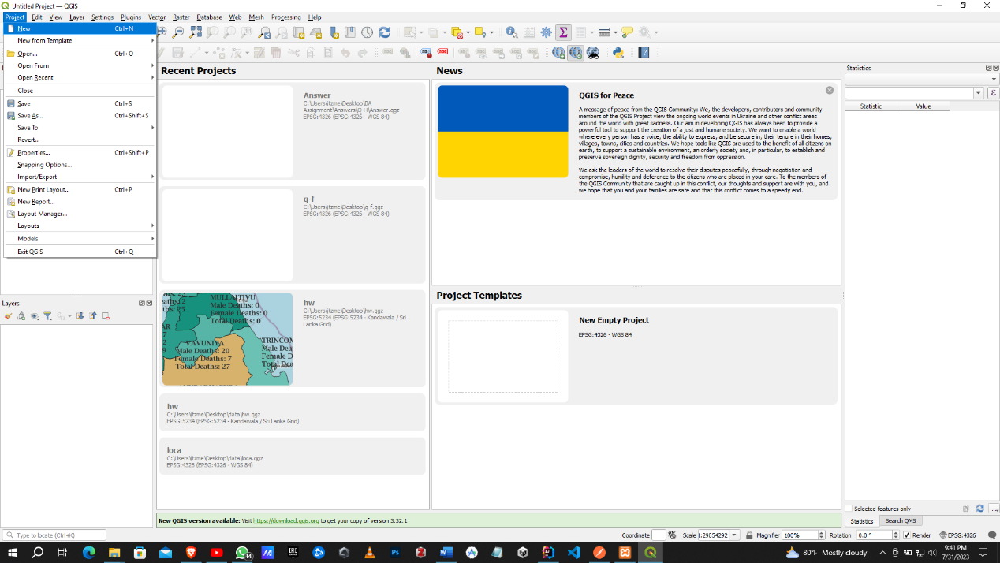 Untitled Project — QGIS
Project Edit View Layer Settings Plugins Vector Raster Database Web Mesh Processing Help
New Ctrl+N
New from Template
Open... Ctrl+O
Open From
Open Recent
Close
Save Ctrl+S
Save As... Ctrl+Shift+S
Save To
Revert...
Properties... Ctrl+Shift+P
Snapping Options...
Import/Export
New Print Layout... Ctrl+P
New Report...
Layout Manager...
Layouts
Models
Exit QGIS Ctrl+Q
Layers
Recent Projects
Answer
C:\Users\itzme\Desktop\BA
Assignment\Answers\Q-H\Answer.qgz
EPSG:4326 (EPSG:4326 - WGS 84)
q-f
C:\Users\itzme\Desktop\q-f.qgz
EPSG:4326 (EPSG:4326 - WGS 84)
MULLAITIVU
Male Deaths: 0
Female Deaths: 0
Total Deaths: 0
VAVUNIYA
Male Deaths: 20
Female Deaths: 7
Total Deaths: 27
TRINCOM
Male Dea
Female D
Total Dea
hw
C:\Users\itzme\Desktop\hw.qgz
EPSG:5234 (EPSG:5234 - Kandawala / Sri
Lanka Grid)
hw
C:\Users\itzme\Desktop\data\hw.qgz
EPSG:5234 (EPSG:5234 - Kandawala / Sri Lanka Grid)
loca
C:\Users\itzme\Desktop\data\loca.qgz
EPSG:4326 (EPSG:4326 - WGS 84)
News
QGIS for Peace
A message of peace from the QGIS Community: We, the developers, contributors and community
members of the QGIS Project view the ongoing world events in Ukraine and other conflict areas
around the world with great sadness. Our aim in developing QGIS has always been to provide a
powerful tool to support the creation of a just and humane society. We want to enable a world
where every person has a voice, the ability to express, and be secure in, their tenure in their homes,
villages, towns, cities and countries. We hope tools like QGIS are used to the benefit of all citizens on
earth, to support a sustainable environment, an orderly society and, in particular, to establish and
preserve sovereign dignity, security and freedom from oppression.
We ask the leaders of the world to resolve their disputes peacefully, through negotiation and
compromise, humility and deference to the citizens who are placed in your care. To the members of
the QGIS Community that are caught up in this conflict, our thoughts and support are with you, and
we hope that you and your families are safe and that this conflict comes to a speedy end.
Project Templates
New Empty Project
EPSG:4326 - WGS 84
Statistics
Statistic Value
Selected features only
Statistics Search QMS
New QGIS version available: Visit https://download.qgis.org to get your copy of version 3.32.1
Type to locate (Ctrl+K)
Coordinate Scale 1:29854292 Magnifier 100% Rotation 0.0 ° Render EPSG:4326
14
80°F Mostly cloudy
9:41 PM
7/31/2023